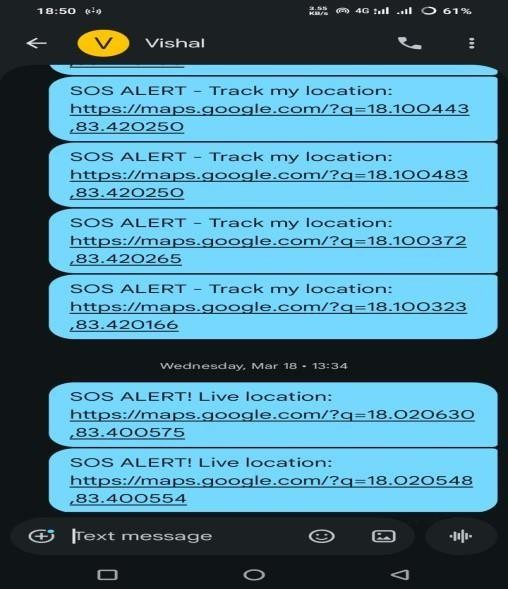 18:50
3.55
KB/s
4G
61%
V
Vishal
SOS ALERT - Track my location:
https://maps.google.com/?q=18.100443
,83.420250
SOS ALERT - Track my location:
https://maps.google.com/?q=18.100483
,83.420250
SOS ALERT - Track my location:
https://maps.google.com/?q=18.100372
,83.420265
SOS ALERT - Track my location:
https://maps.google.com/?q=18.100323
,83.420166
Wednesday, Mar 18 • 13:34
SOS ALERT! Live location:
https://maps.google.com/?q=18.020630
,83.400575
SOS ALERT! Live location:
https://maps.google.com/?q=18.020548
,83.400554
Text message